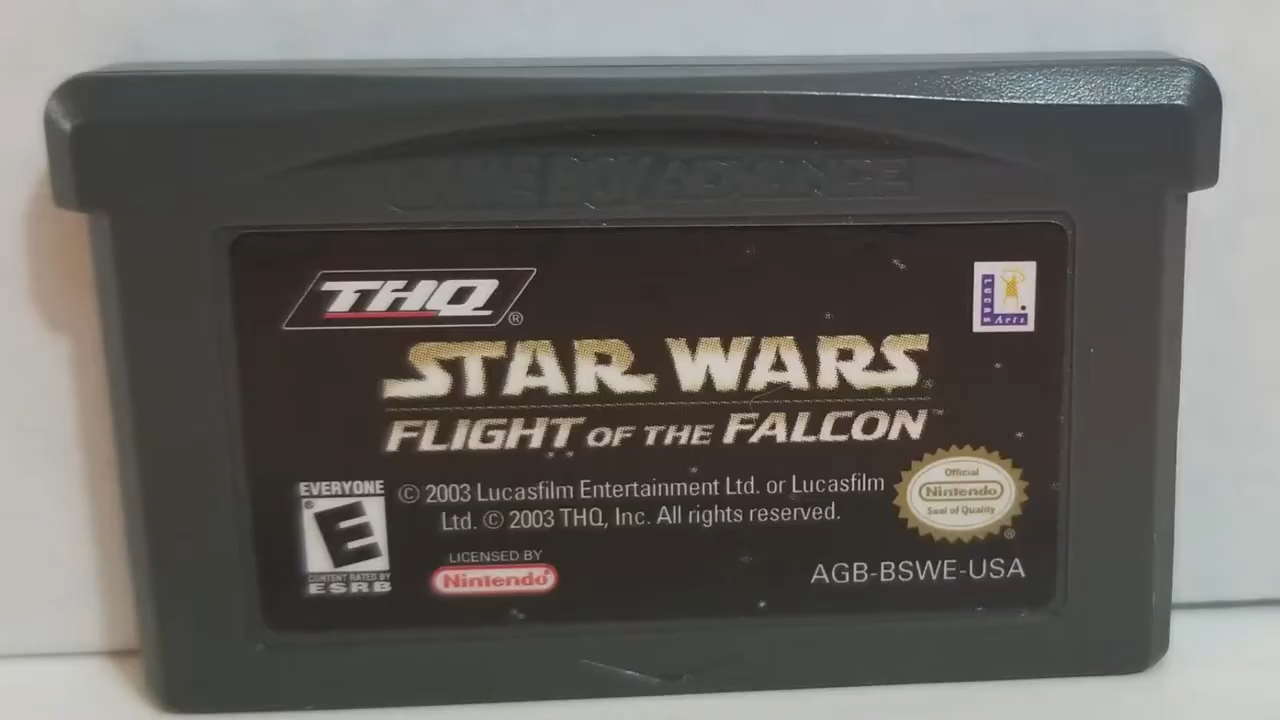 GAME BOY ADVANCE
THQ®
LUCAS
Arts
STAR WARS
FLIGHT OF THE FALCON™
EVERYONE
E
CONTENT RATED BY
ESRB
© 2003 Lucasfilm Entertainment Ltd. or Lucasfilm
Ltd. © 2003 THQ, Inc. All rights reserved.
LICENSED BY
Nintendo®
Official
Nintendo
Seal of Quality
®
AGB-BSWE-USA